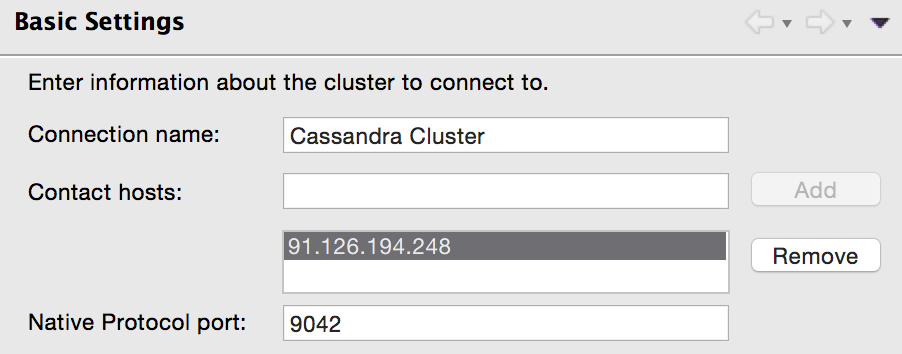 Basic Settings
Enter information about the cluster to connect to.
Connection name: Cassandra Cluster
Contact hosts: Add
91.126.194.248 Remove
Native Protocol port: 9042